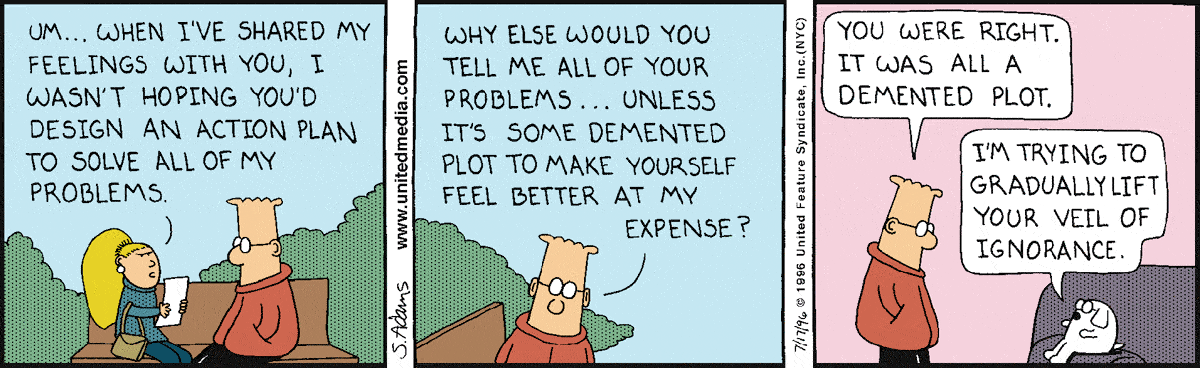 UM... WHEN I'VE SHARED MY
FEELINGS WITH YOU, I
WASN'T HOPING YOU'D
DESIGN AN ACTION PLAN
TO SOLVE ALL OF MY
PROBLEMS.
www.unitedmedia.com
S. Adams
WHY ELSE WOULD YOU
TELL ME ALL OF YOUR
PROBLEMS... UNLESS
IT'S SOME DEMENTED
PLOT TO MAKE YOURSELF
FEEL BETTER AT MY
EXPENSE?
7/17/96 © 1996 United Feature Syndicate, Inc.(NYC)
YOU WERE RIGHT.
IT WAS ALL A
DEMENTED PLOT.
I'M TRYING TO
GRADUALLY LIFT
YOUR VEIL OF
IGNORANCE.